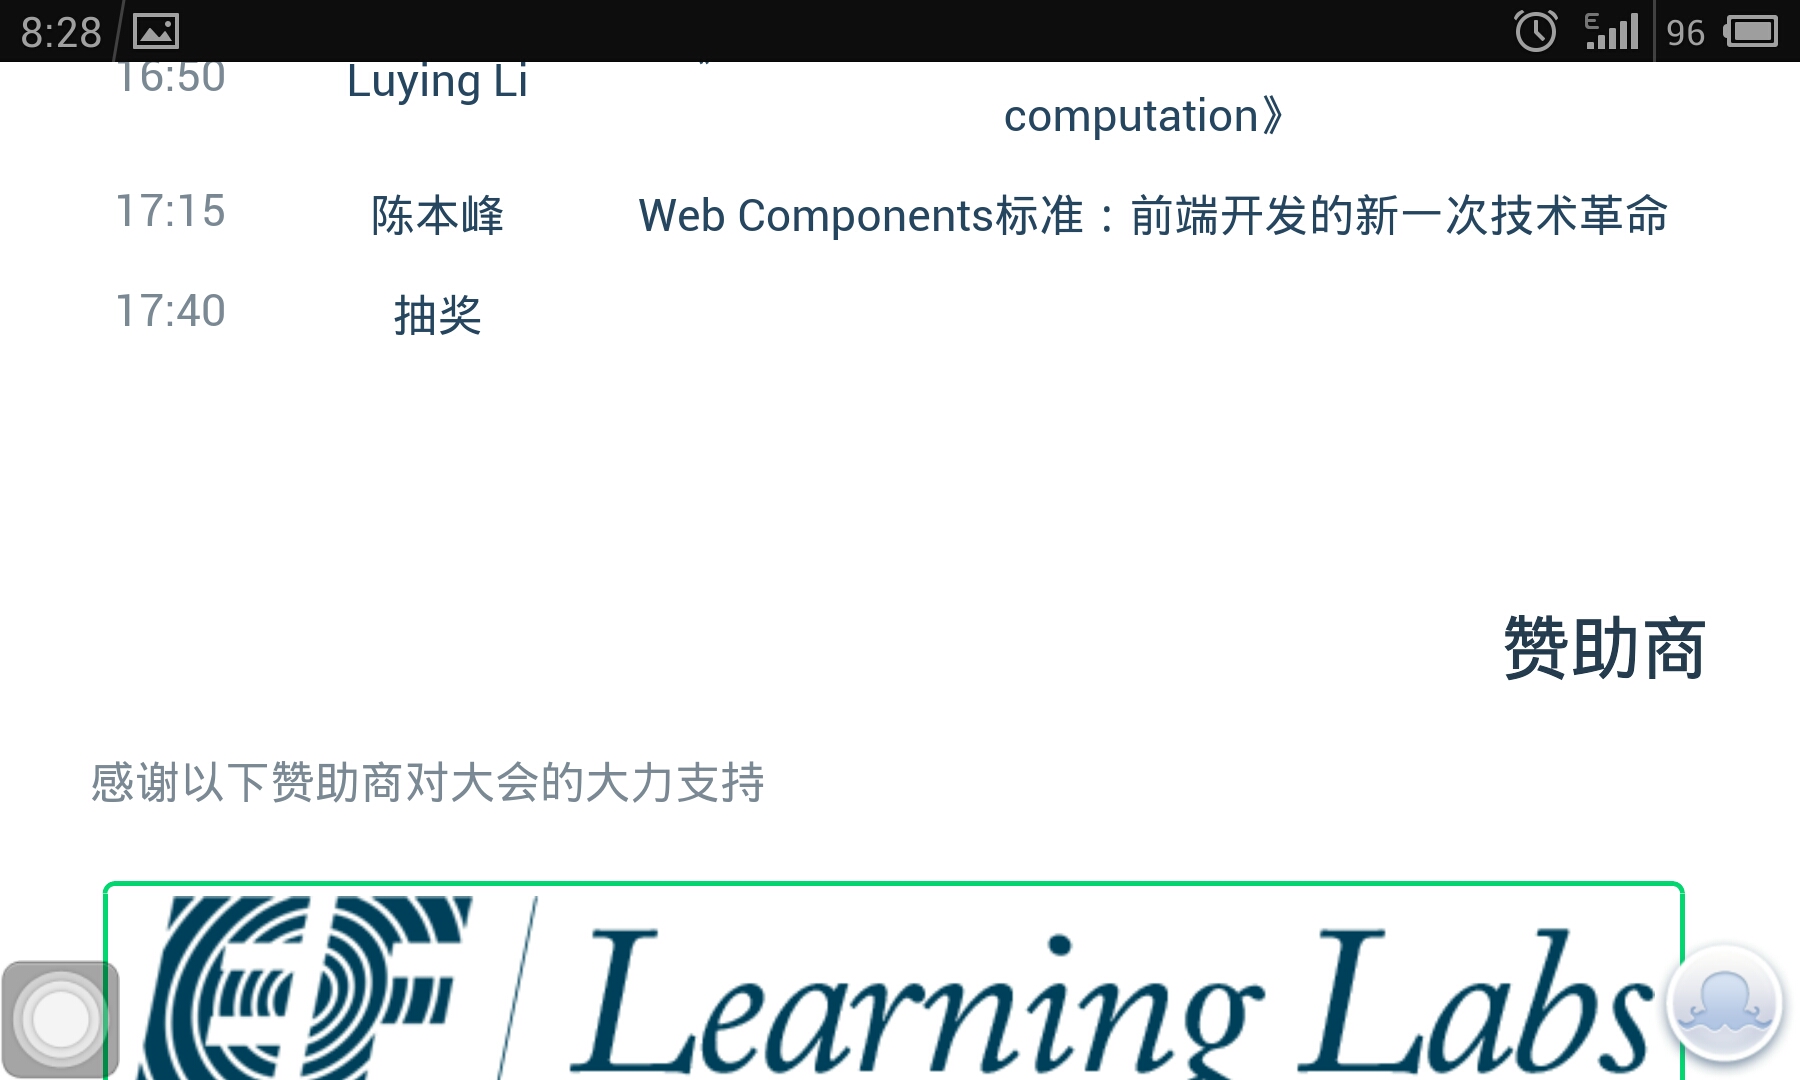 8:28 E 96
16:50 Luying Li
computation》
17:15 陈本峰 Web Components标准：前端开发的新一次技术革命
17:40 抽奖
赞助商
感谢以下赞助商对大会的大力支持
EF Learning Labs